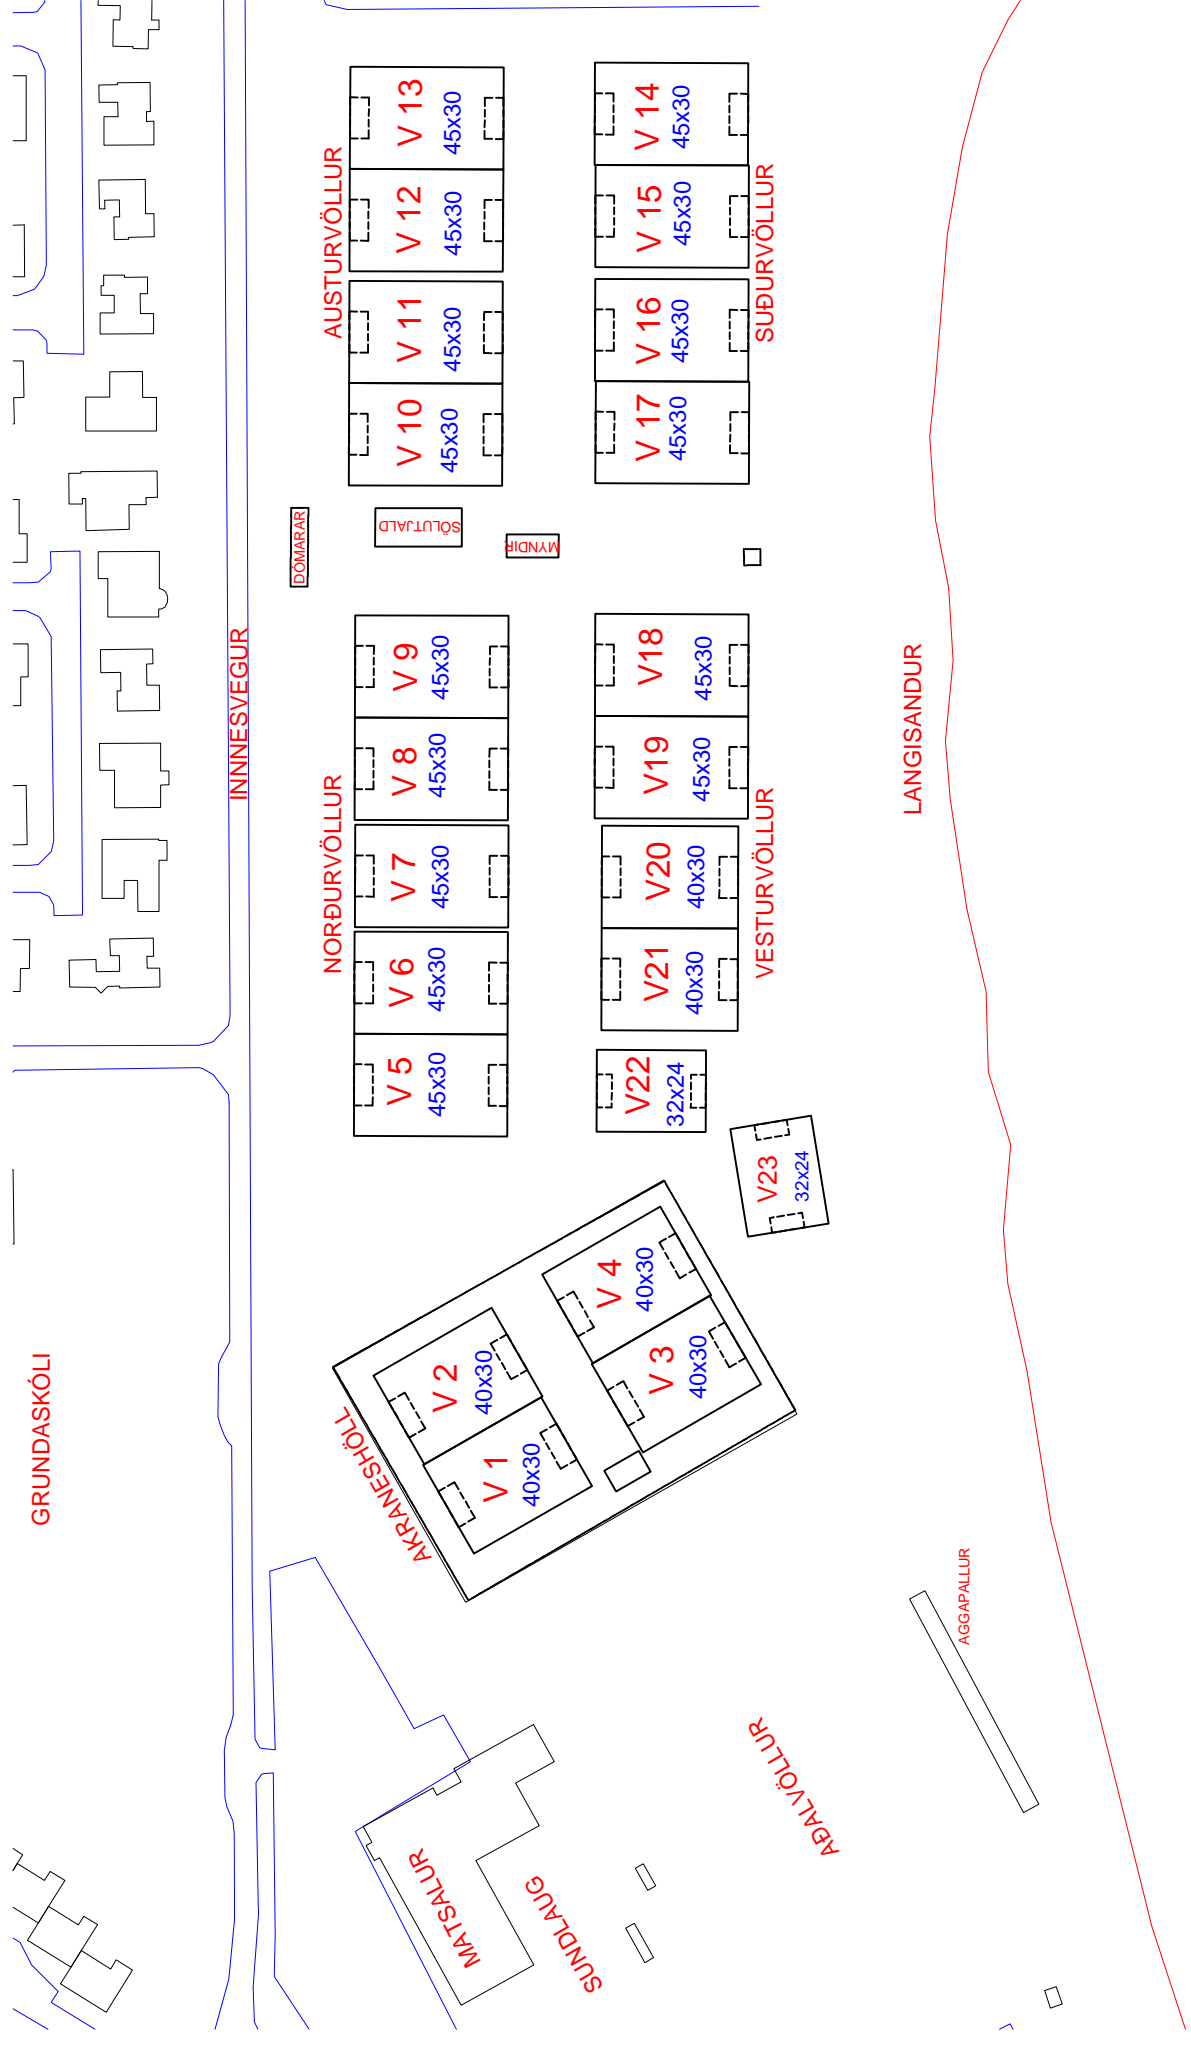 V 13
45x30
V 14
45x30
AUSTURVÖLLUR
V 12
45x30
V 15
45x30
SUÐURVÖLLUR
V 11
45x30
V 16
45x30
V 10
45x30
V 17
45x30
DÓMARAR
SÖLUTJALD
MYNDIR
INNNESVEGUR
V 9
45x30
V18
45x30
LANGISANDUR
V 8
45x30
V19
45x30
NORÐURVÖLLUR
V 7
45x30
V20
40x30
VESTURVÖLLUR
V 6
45x30
V21
40x30
V 5
45x30
V22
32x24
V23
32x24
V 4
40x30
V 3
40x30
V 2
40x30
V 1
40x30
AKRANESHÖLL
GRUNDASKÓLI
AGGAPALLUR
AÐALVÖLLUR
MATSALUR
SUNDLAUG